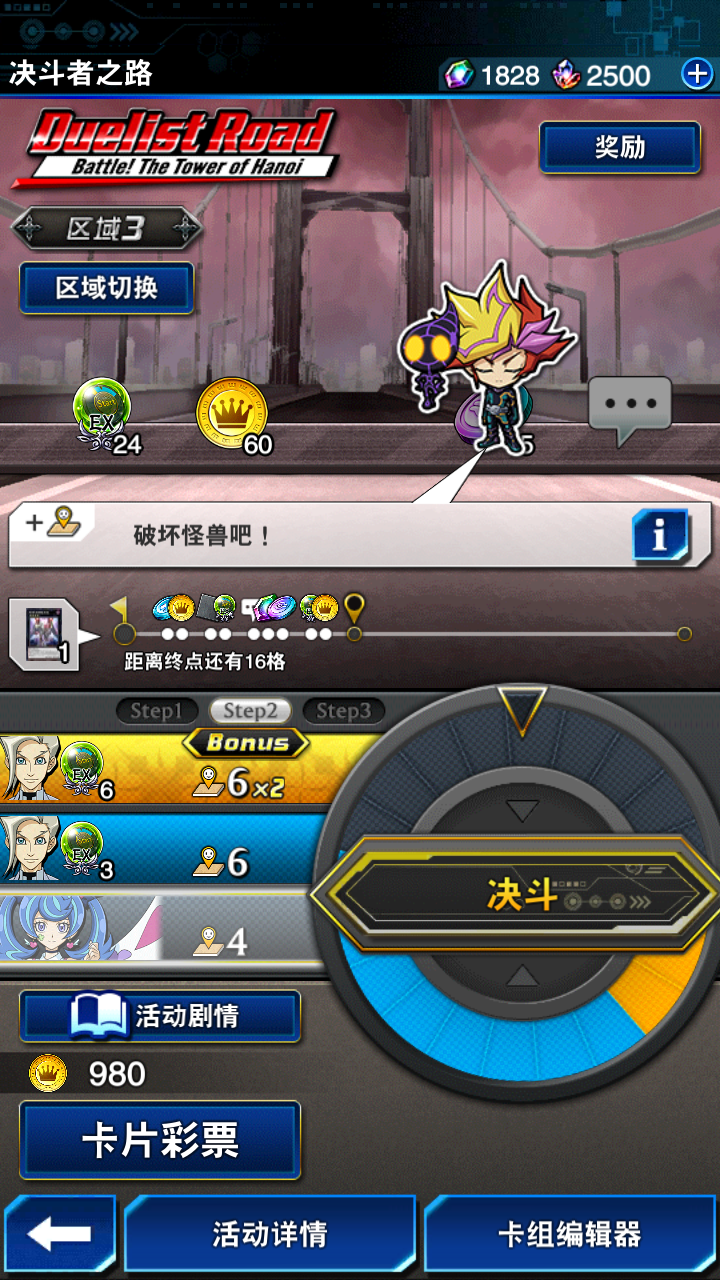 决斗者之路
1828
2500
Duelist Road
Battle! The Tower of Hanoi
奖励
区域3
区域切换
EX
24
60
5
破坏怪兽吧！
1
距离终点还有16格
Step1
Step2
Step3
Bonus
EX
6
6×2
EX
3
6
4
决斗
活动剧情
980
卡片彩票
活动详情
卡组编辑器